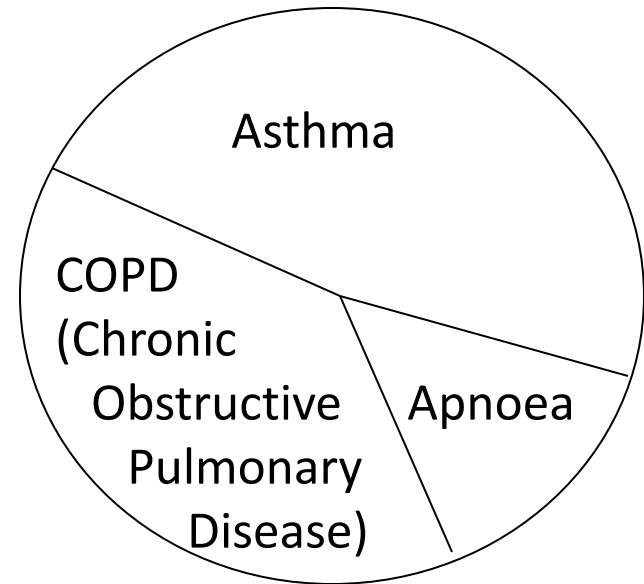 Asthma
COPD
(Chronic
Obstructive
Pulmonary
Disease)
Apnoea